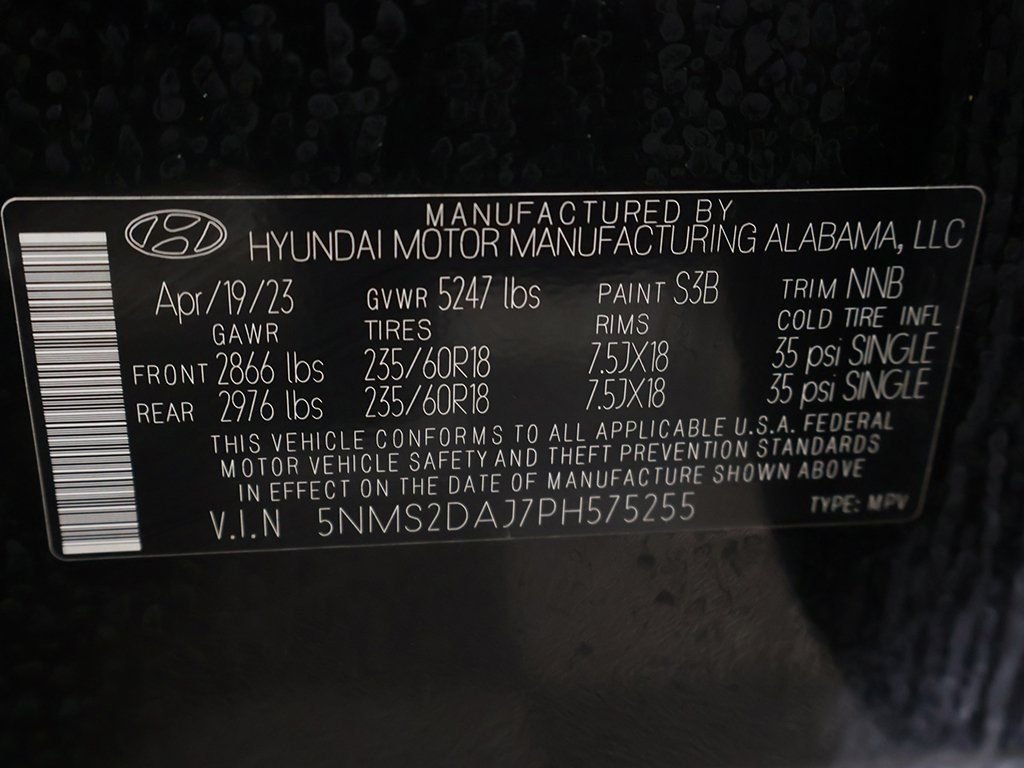 MANUFACTURED BY
HYUNDAI MOTOR MANUFACTURING ALABAMA, LLC
Apr/19/23 GVWR 5247 lbs PAINT S3B TRIM NNB
GAWR TIRES RIMS COLD TIRE INFL
FRONT 2866 lbs 235/60R18 7.5JX18 35 psi SINGLE
REAR 2976 lbs 235/60R18 7.5JX18 35 psi SINGLE
THIS VEHICLE CONFORMS TO ALL APPLICABLE U.S.A. FEDERAL
MOTOR VEHICLE SAFETY AND THEFT PREVENTION STANDARDS
IN EFFECT ON THE DATE OF MANUFACTURE SHOWN ABOVE
V.I.N 5NMS2DAJ7PH575255 TYPE: MPV